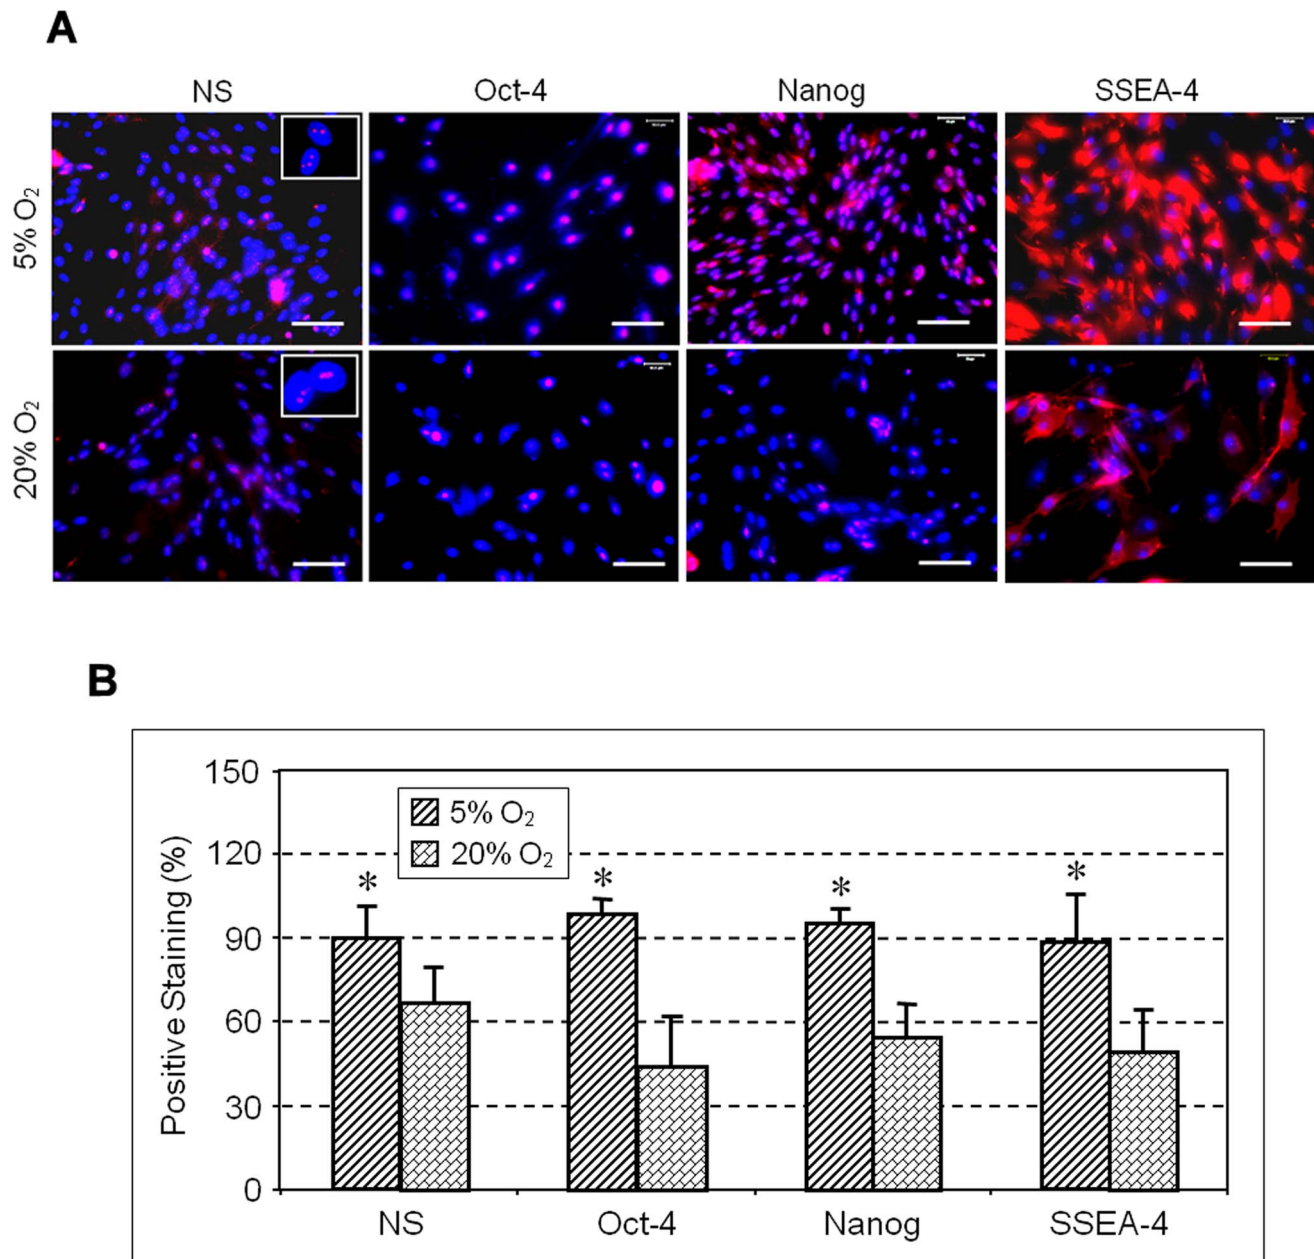 A
NS Oct-4 Nanog SSEA-4
5% O₂
20% O₂
B
150
120
90
60
30
0
Positive Staining (%)
5% O₂
20% O₂
* * * *
NS Oct-4 Nanog SSEA-4